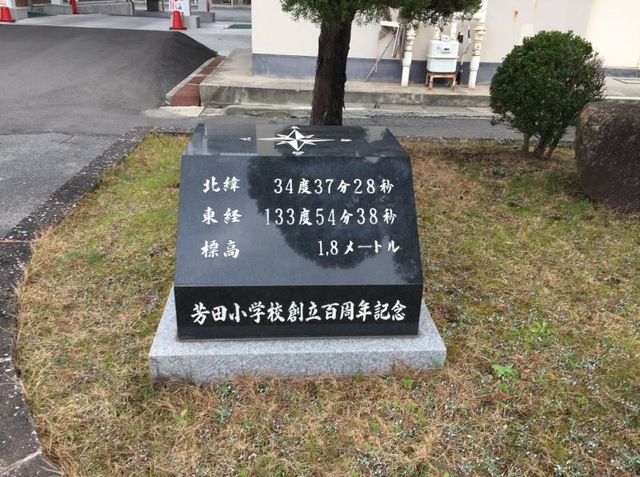 北緯 34度37分28秒
東経 133度54分38秒
標高 1,8メートル
芳田小学校創立百周年記念